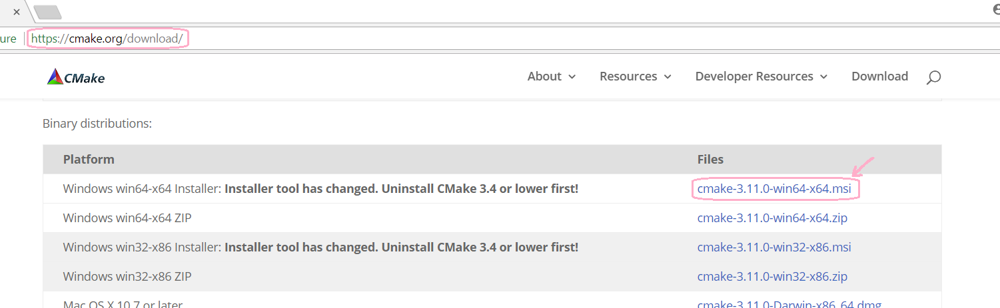 ure https://cmake.org/download/
CMake About Resources Developer Resources Download
Binary distributions:
Platform Files
Windows win64-x64 Installer: Installer tool has changed. Uninstall CMake 3.4 or lower first! cmake-3.11.0-win64-x64.msi
Windows win64-x64 ZIP cmake-3.11.0-win64-x64.zip
Windows win32-x86 Installer: Installer tool has changed. Uninstall CMake 3.4 or lower first! cmake-3.11.0-win32-x86.msi
Windows win32-x86 ZIP cmake-3.11.0-win32-x86.zip
Mac OS X 10.7 or later cmake-3.11.0-Darwin-x86_64.dmg